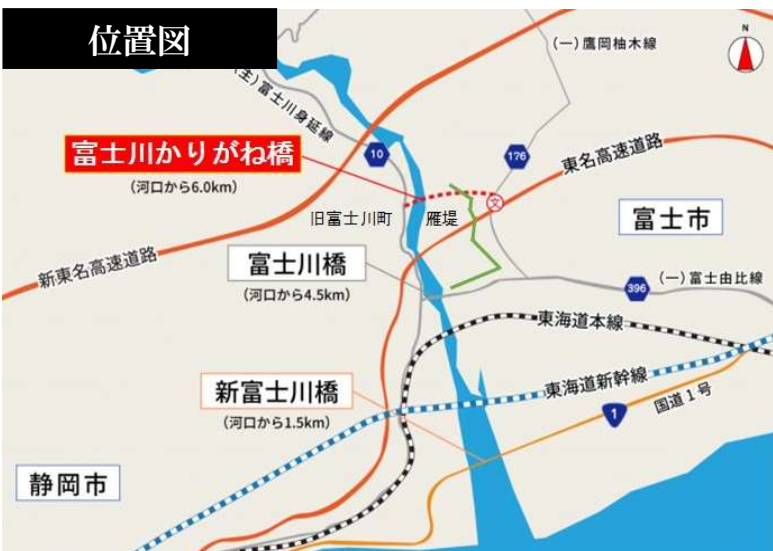 位置図
N
(一)鷹岡柚木線
(主)富士川身延線
富士川かりがね橋
10
176
東名高速道路
(河口から6.0km)
文
旧富士川町
雁堤
富士市
新東名高速道路
富士川橋
(河口から4.5km)
396
(一)富士由比線
東海道本線
新富士川橋
東海道新幹線
(河口から1.5km)
1
国道1号
静岡市